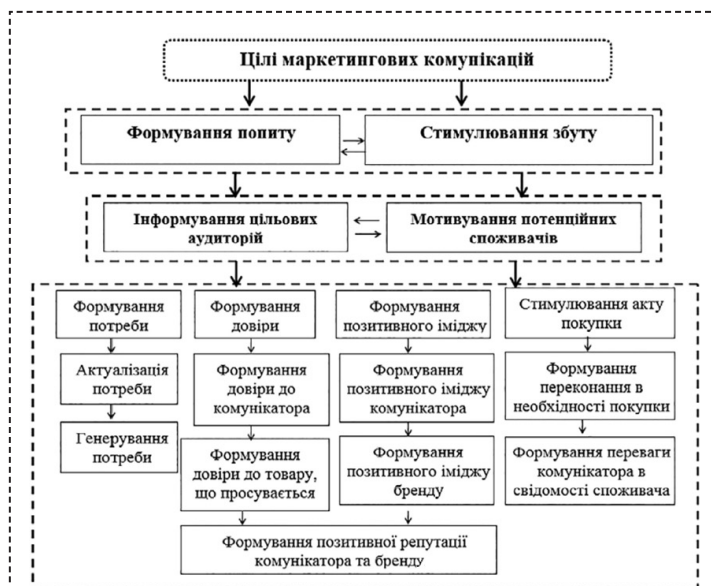 Цілі маркетингових комунікацій
Формування попиту
Стимулювання збуту
Інформування цільових
аудиторій
Мотивування потенційних
споживачів
Формування
потреби
Формування
довіри
Формування
позитивного іміджу
Стимулювання акту
покупки
Актуалізація
потреби
Формування
довіри до
комунікатора
Формування
позитивного іміджу
комунікатора
Формування
переконання в
необхідності покупки
Генерування
потреби
Формування
довіри до товару,
що просувається
Формування
позитивного іміджу
бренду
Формування переваги
комунікатора в
свідомості споживача
Формування позитивної репутації
комунікатора та бренду